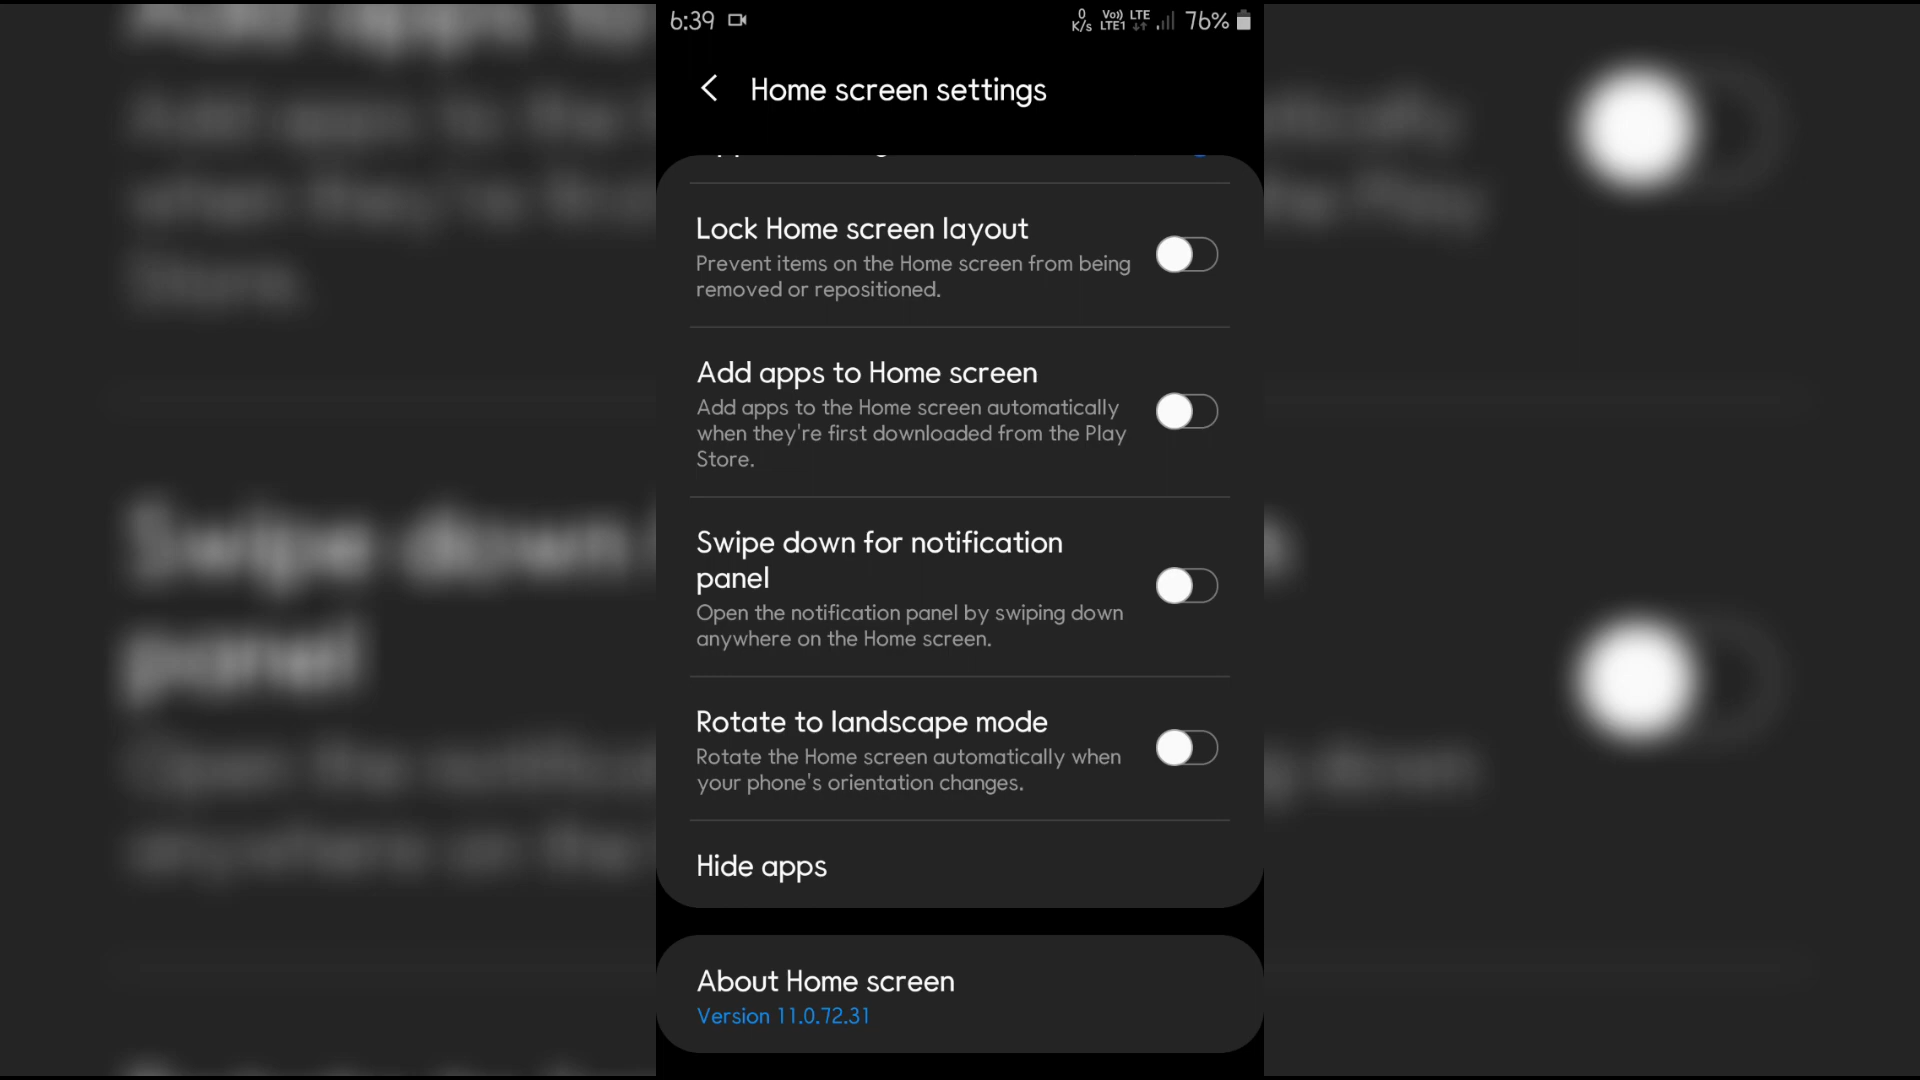 6:39
0 K/s Vo)) LTE1 LTE 76%
Home screen settings
Lock Home screen layout
Prevent items on the Home screen from being
removed or repositioned.
Add apps to Home screen
Add apps to the Home screen automatically
when they're first downloaded from the Play
Store.
Swipe down for notification
panel
Open the notification panel by swiping down
anywhere on the Home screen.
Rotate to landscape mode
Rotate the Home screen automatically when
your phone's orientation changes.
Hide apps
About Home screen
Version 11.0.72.31